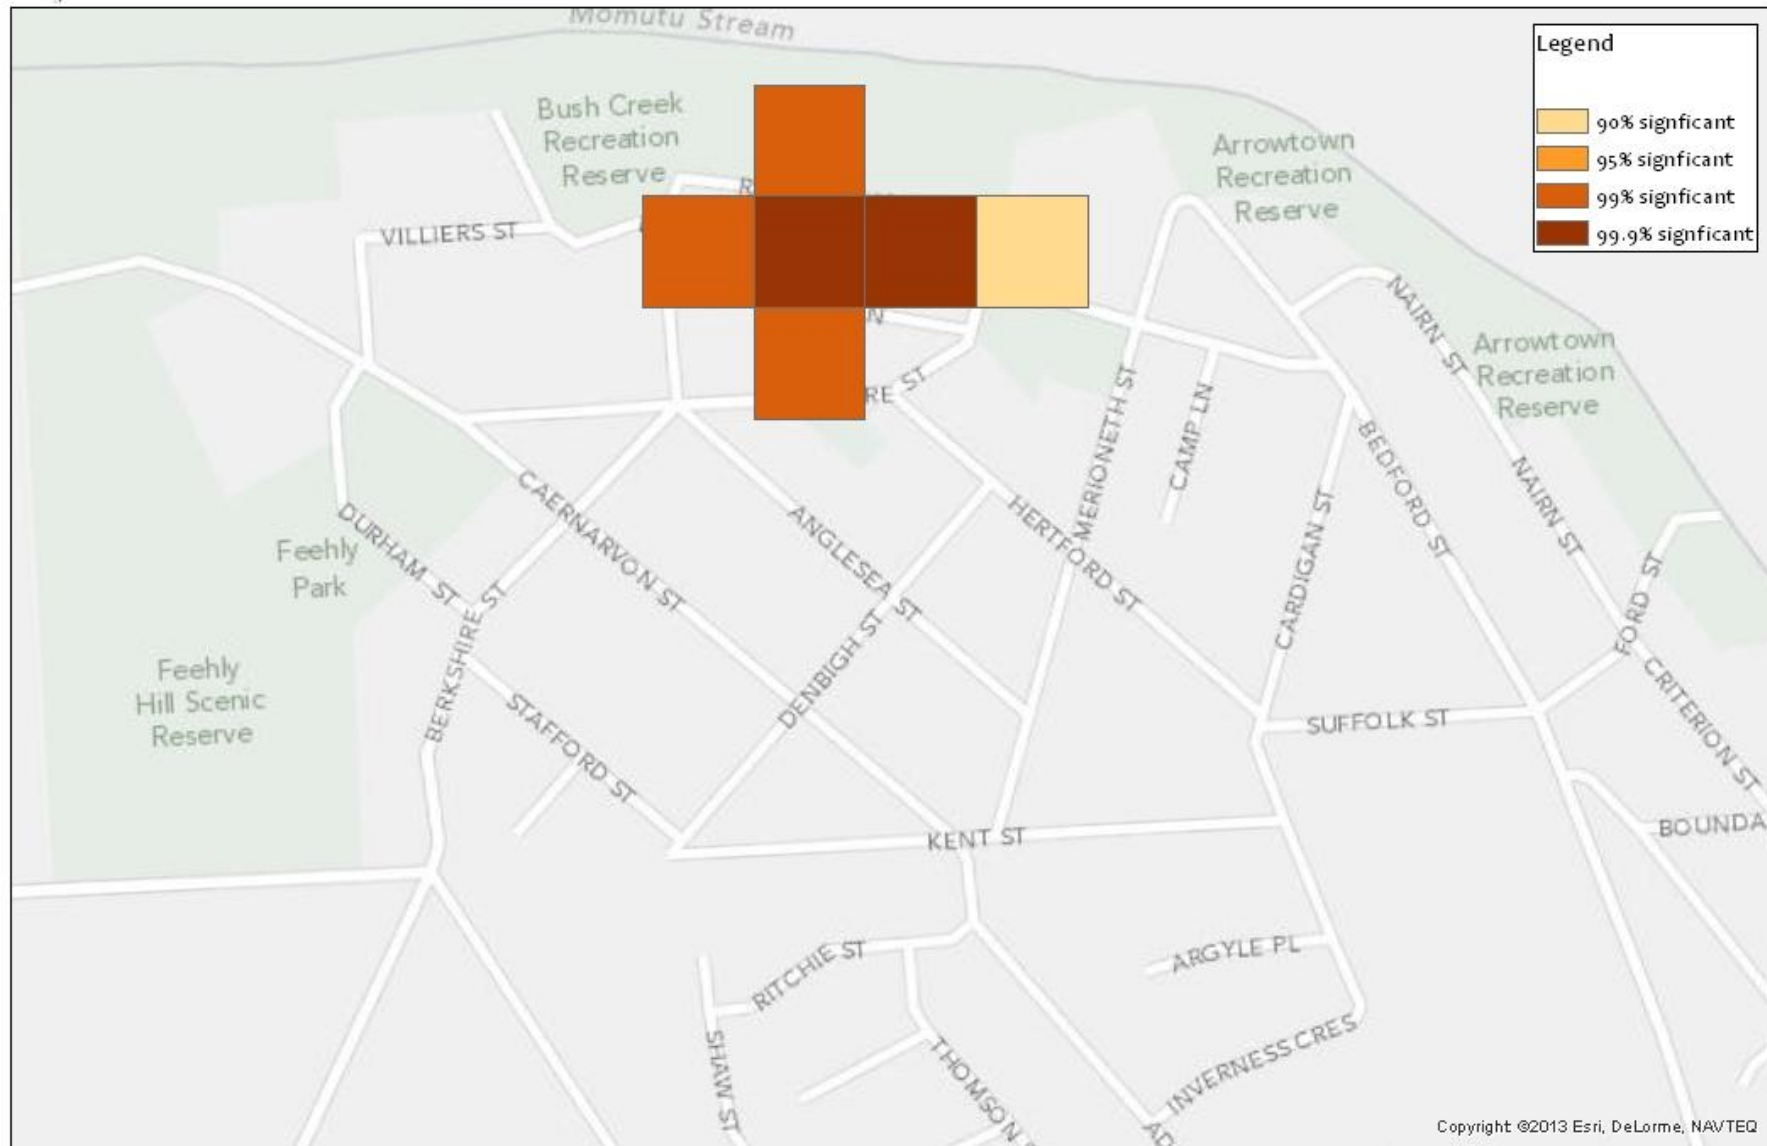 Momutu Stream
Legend
90% signficant
95% signficant
99% signficant
99.9% signficant
Bush Creek
Recreation
Reserve
Arrowtown
Recreation
Reserve
VILLIERS ST
NAIRN ST
Arrowtown
Recreation
Reserve
RE ST
MERIONETH ST
CAMP LN
BEDFORD ST
NAIRN ST
CAERNARVON ST
ANGLESEA ST
HERTFORD ST
CARDIGAN ST
DURHAM ST
Feehly
Park
FORD ST
BERKSHIRE ST
DENBIGH ST
Feehly
Hill Scenic
Reserve
CRITERION ST
STAFFORD ST
SUFFOLK ST
KENT ST
BOUNDA
RITCHIE ST
ARGYLE PL
SHAW ST
THOMSON
INVERNESS CRES
AD
Copyright ©2013 Esri, DeLorme, NAVTEQ